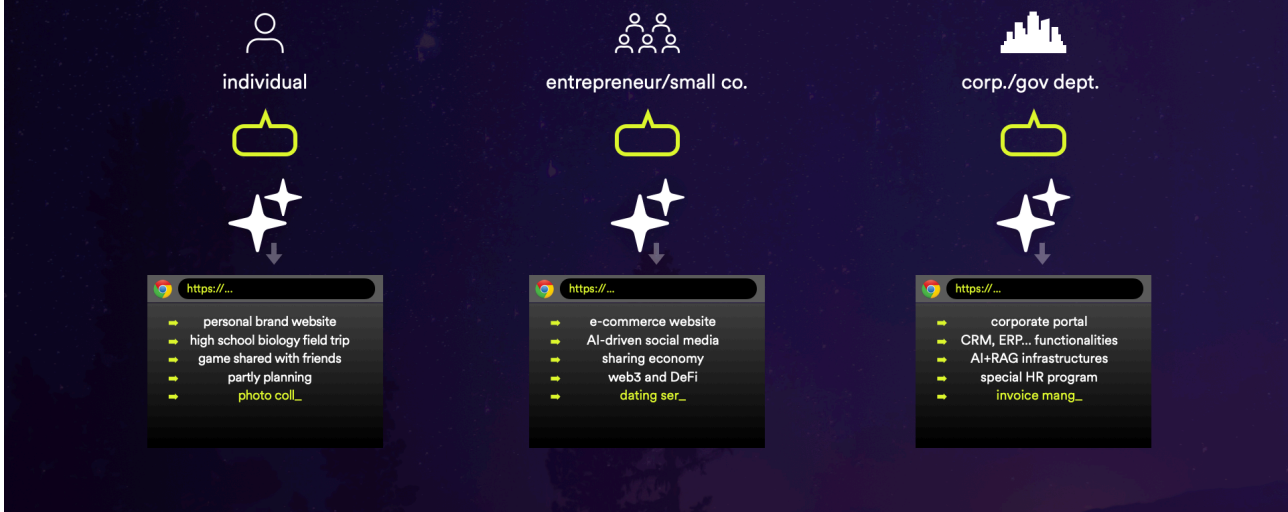 individual
https://...
personal brand website
high school biology field trip
game shared with friends
partly planning
photo coll_
entrepreneur/small co.
https://...
e-commerce website
AI-driven social media
sharing economy
web3 and DeFi
dating ser_
corp./gov dept.
https://...
corporate portal
CRM, ERP... functionalities
AI+RAG infrastructures
special HR program
invoice mang_